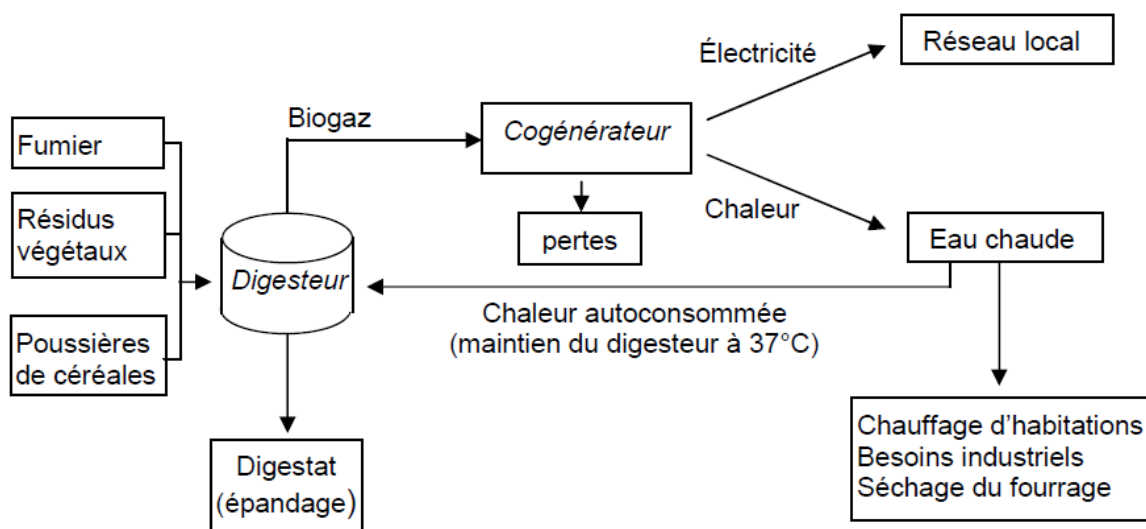 Électricité
Réseau local
Biogaz
Cogénérateur
Fumier
Résidus
végétaux
Chaleur
pertes
Eau chaude
Digesteur
Chaleur autoconsommée
(maintien du digesteur à 37°C)
Poussières
de céréales
Chauffage d’habitations
Besoins industriels
Séchage du fourrage
Digestat
(épandage)